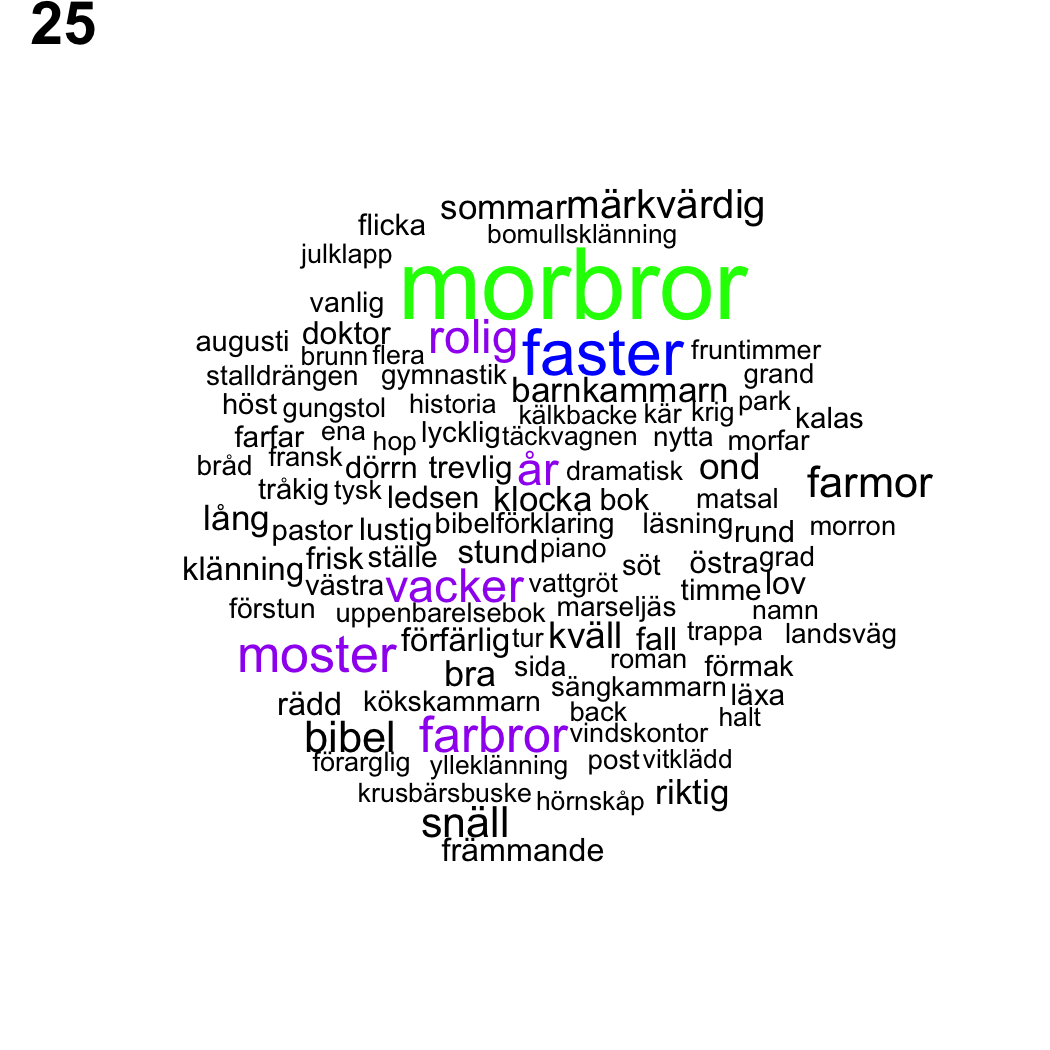 25
sommar märkvärdig
flicka
bomullsklänning
julklapp
morbror
vanlig
doktor rolig
augusti faster fruntimmer
brunn flera
stalldrängen gymnastik grand
barnkammarn
höst gungstol historia kälkbacke kär krig park
kalas
farfar ena hop lycklig täckvagnen nytta morfar
bråd fransk dörrn trevlig år dramatisk ond
tråkig tysk ledsen klocka bok matsal farmor
lång pastor lustig bibelförklaring läsning rund morron
frisk ställe stund piano
klänning söt östra grad
västra vacker vattgröt timme lov
förstun uppenbarelsebok marseljäs namn
förfärlig tur kväll fall trappa landsväg
moster
bra sida roman förmak
sängkammarn läxa
rädd kökskammarn back halt
bibel farbror vindskontor
förarglig ylleklänning post vitklädd
krusbärsbuske hörnskåp riktig
snäll
främmande